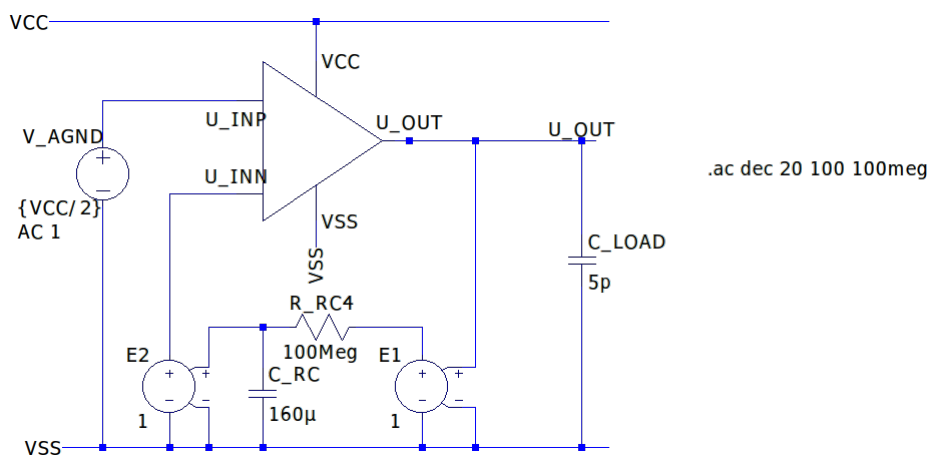 VCC
VCC
U_INP
U_OUT
U_OUT
V_AGND
+
−
{VCC/2}
AC 1
U_INN
.ac dec 20 100 100meg
VSS
VSS
C_LOAD
5p
R_RC4
100Meg
E2
+
+
−
−
1
C_RC
160µ
E1
+
+
−
−
1
VSS